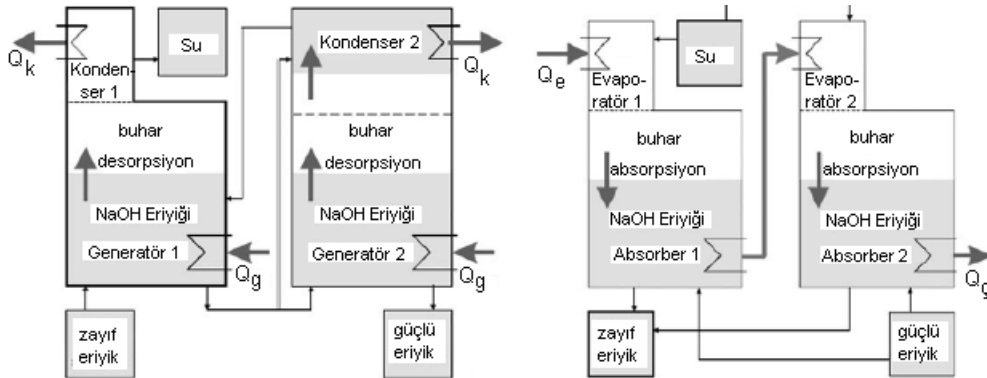 Q_k
Konden-
ser 1
Su
buhar
desorpsiyon
NaOH Eriyiği
Generatör 1
Q_g
zayıf
eriyik
Kondenser 2
Q_k
buhar
desorpsiyon
NaOH Eriyiği
Generatör 2
Q_g
güçlü
eriyik
Q_e
Evapo-
ratör 1
Su
buhar
absorpsiyon
NaOH Eriyiği
Absorber 1
zayıf
eriyik
Evapo-
ratör 2
buhar
absorpsiyon
NaOH Eriyiği
Absorber 2
Q_g
güçlü
eriyik